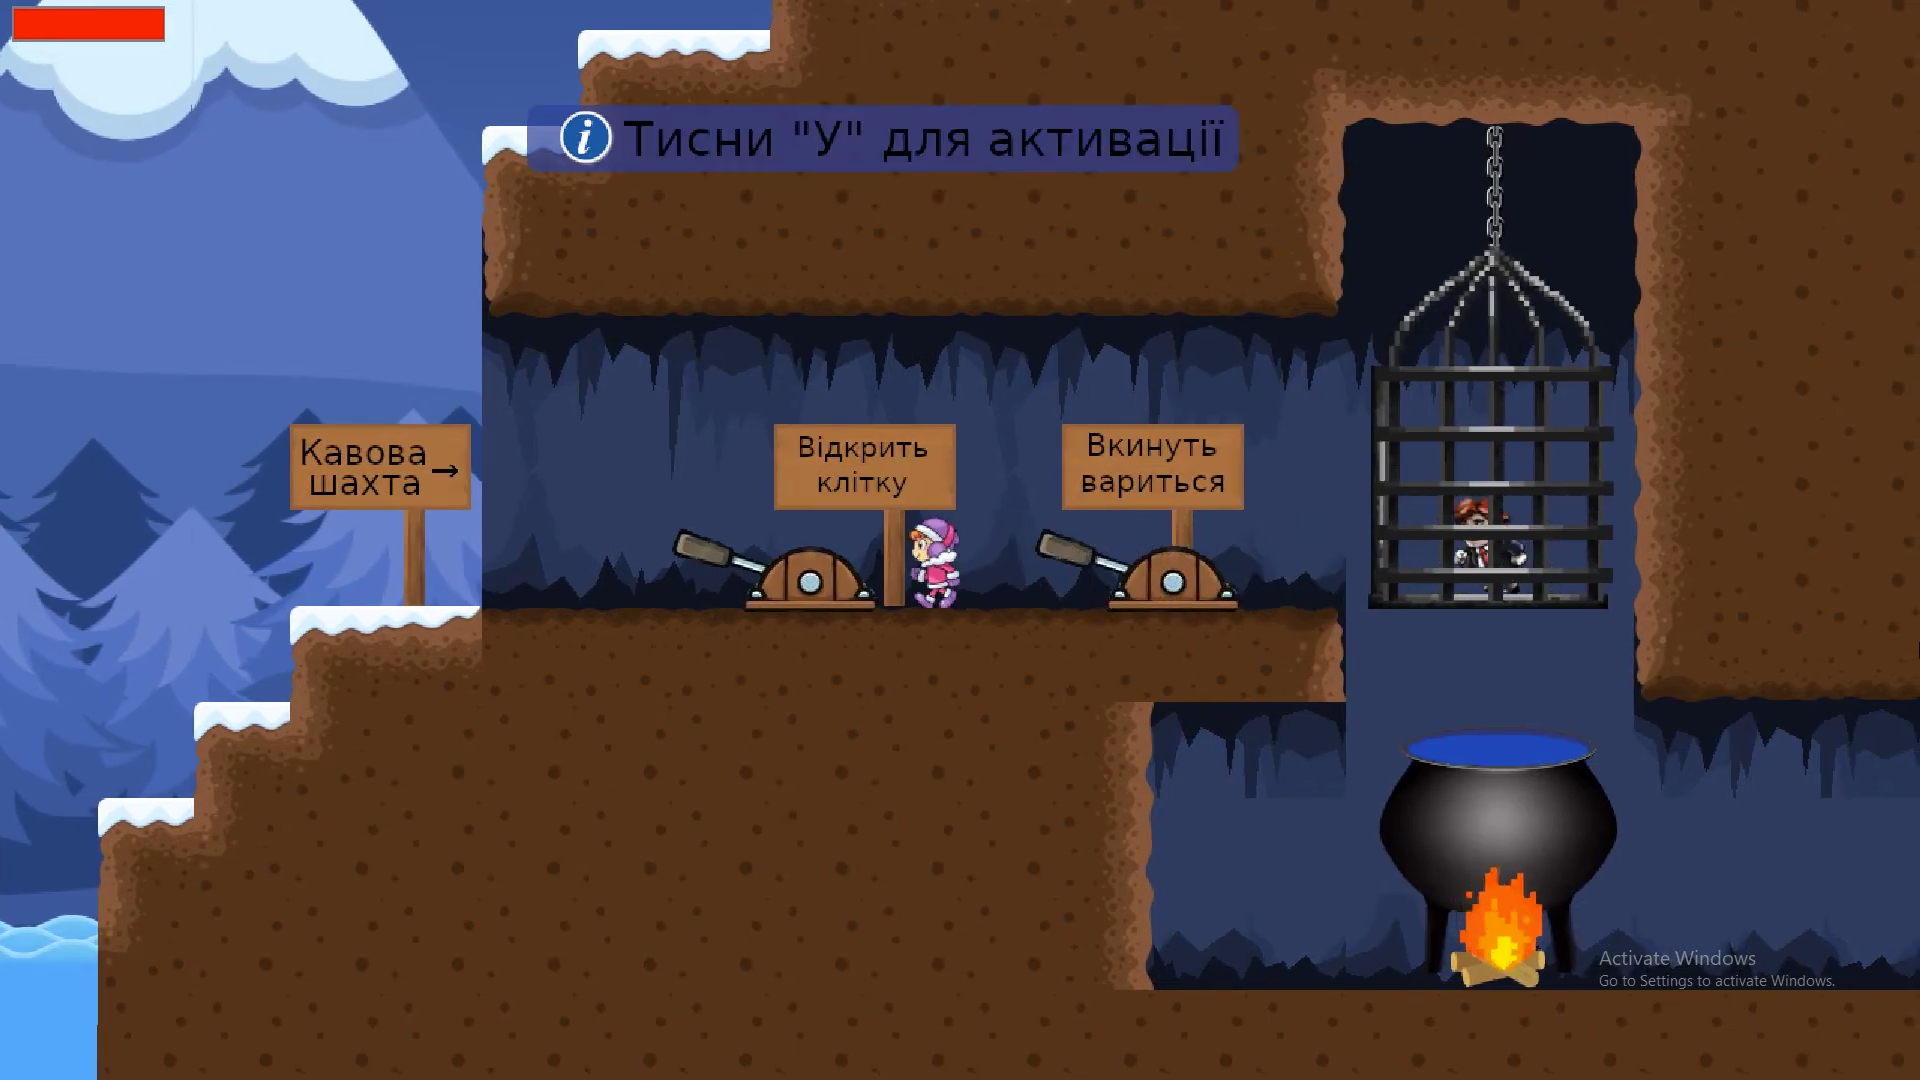 Тисни "У" для активації
Кавова
шахта →
Відкрить
клітку
Вкинуть
вариться
Activate Windows
Go to Settings to activate Windows.